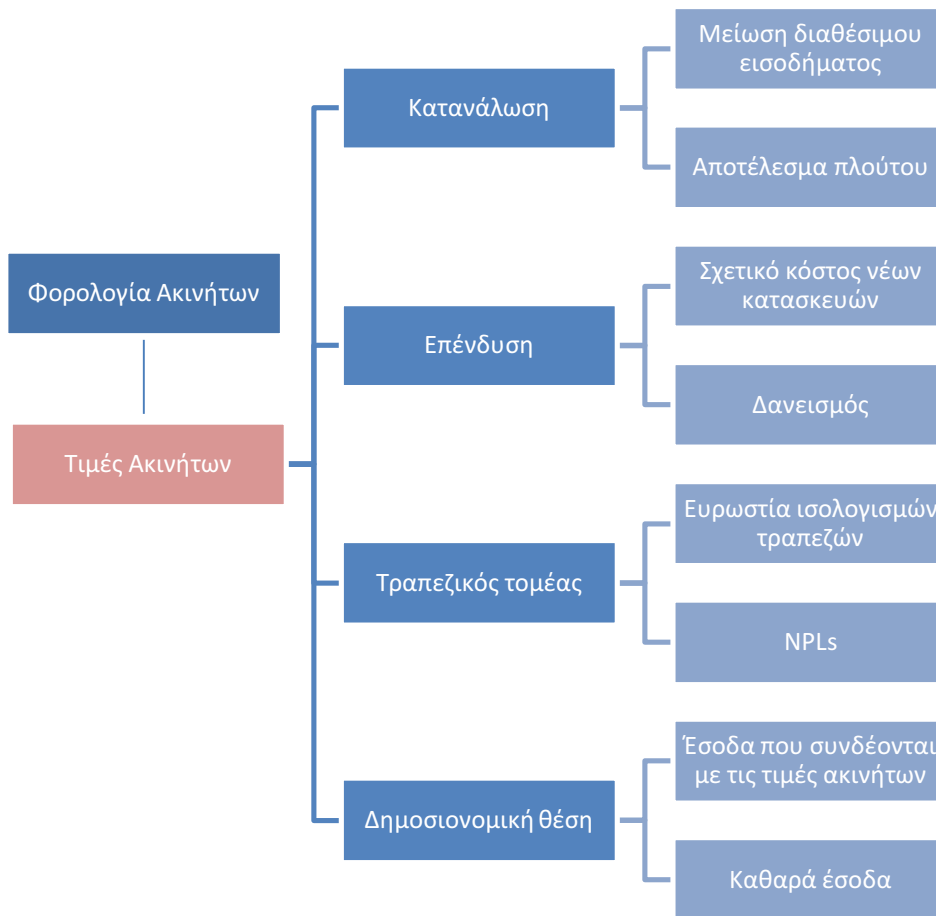 Φορολογία Ακινήτων
Τιμές Ακινήτων
Κατανάλωση
Μείωση διαθέσιμου
εισοδήματος
Αποτέλεσμα πλούτου
Επένδυση
Σχετικό κόστος νέων
κατασκευών
Δανεισμός
Τραπεζικός τομέας
Ευρωστία ισολογισμών
τραπεζών
NPLs
Δημοσιονομική θέση
Έσοδα που συνδέονται
με τις τιμές ακινήτων
Καθαρά έσοδα